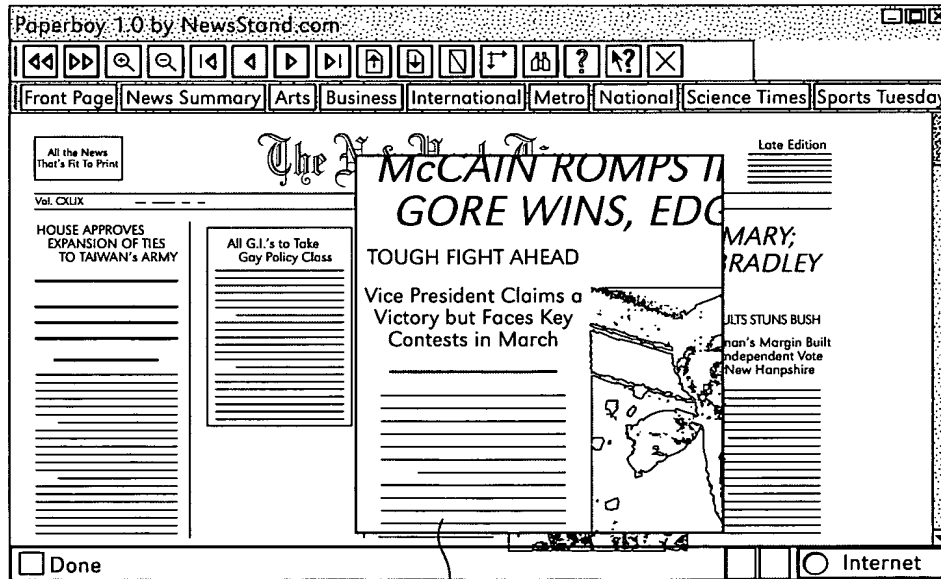 Paperboy 1.0 by NewsStand.com
Front Page News Summary Arts Business International Metro National Science Times Sports Tuesday
All the News
That's Fit To Print
The
Late Edition
Vol. CXLIX
HOUSE APPROVES
EXPANSION OF TIES
TO TAIWAN's ARMY
All G.I.'s to Take
Gay Policy Class
McCAIN ROMPS I
GORE WINS, EDG
TOUGH FIGHT AHEAD
Vice President Claims a
Victory but Faces Key
Contests in March
MARY;
RADLEY
ULTS STUNS BUSH
nan's Margin Built
ndependent Vote
New Hanpshire
Done
Internet